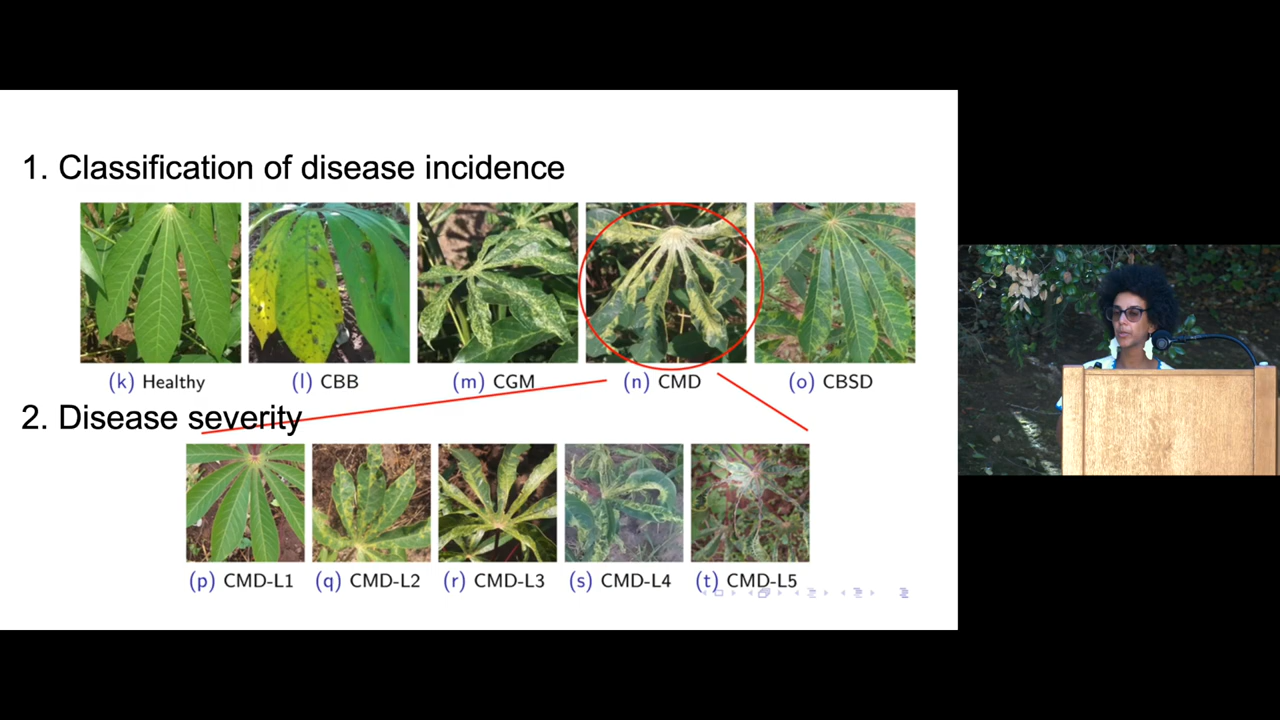 1. Classification of disease incidence
(k) Healthy
(l) CBB
(m) CGM
(n) CMD
(o) CBSD
2. Disease severity
(p) CMD-L1
(q) CMD-L2
(r) CMD-L3
(s) CMD-L4
(t) CMD-L5